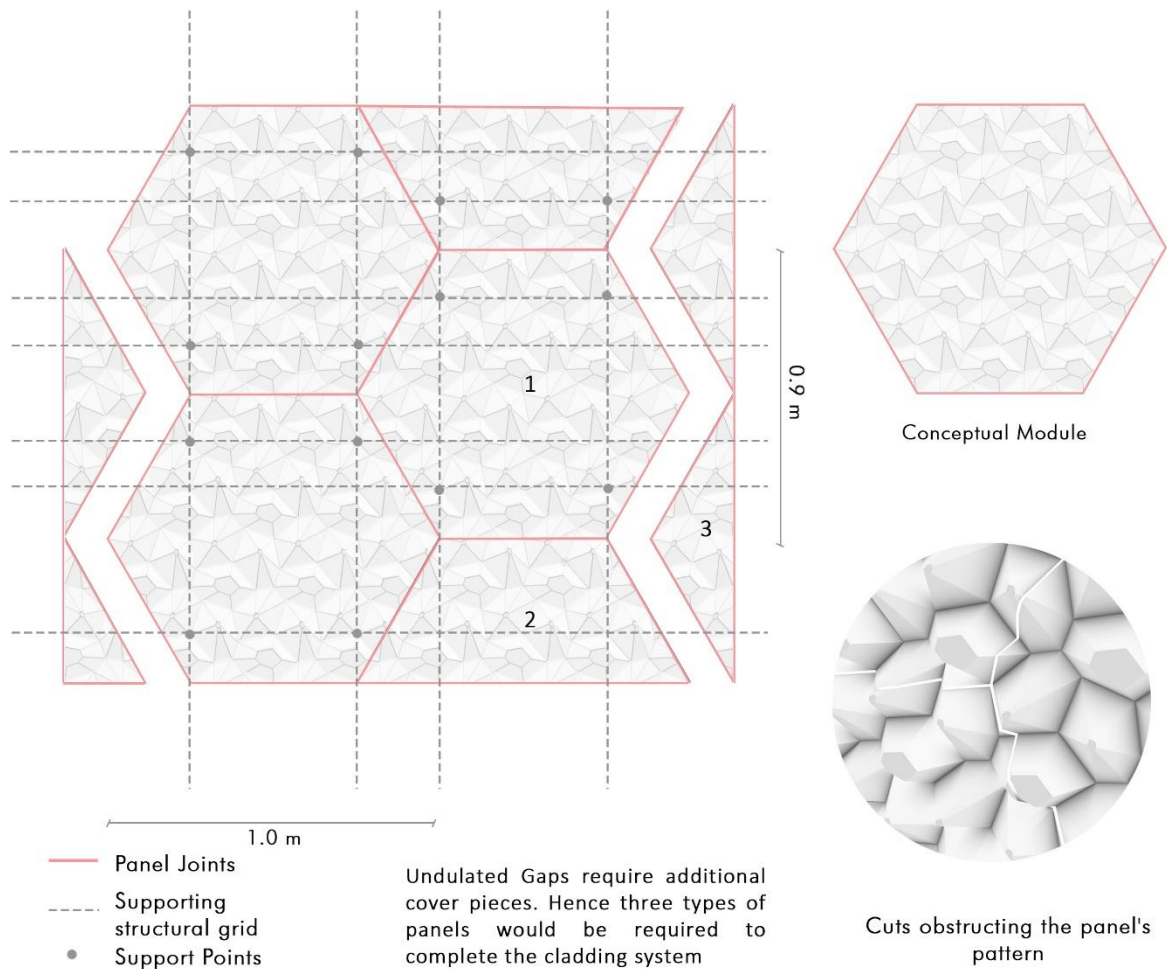 1
0.9 m
Conceptual Module
3
2
1.0 m
Panel Joints
Supporting
structural grid
Support Points
Undulated Gaps require additional
cover pieces. Hence three types of
panels would be required to
complete the cladding system
Cuts obstructing the panel's
pattern